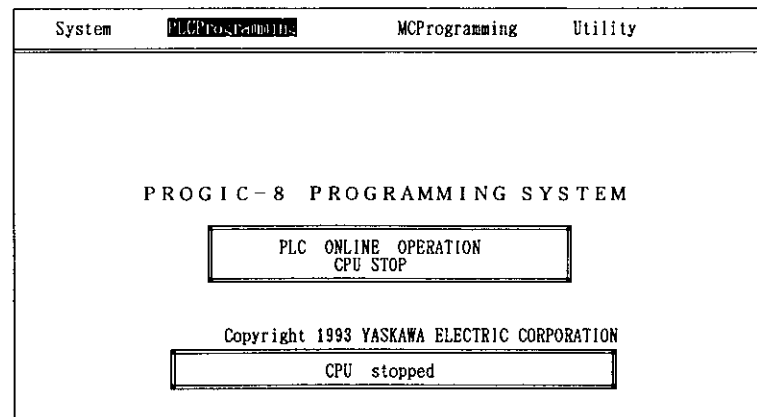 System PLCProgramming MCProgramming Utility
PROGIC-8 PROGRAMMING SYSTEM
PLC ONLINE OPERATION
CPU STOP
Copyright 1993 YASKAWA ELECTRIC CORPORATION
CPU stopped